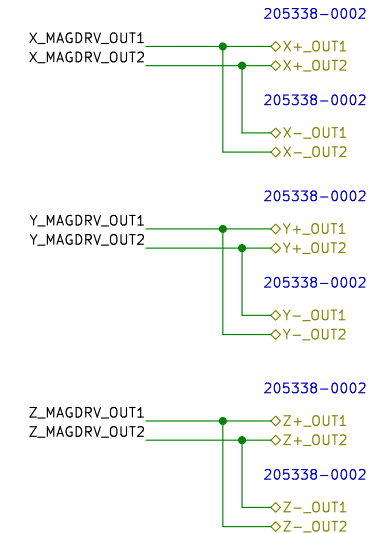 205338-0002
X_MAGDRV_OUT1
X+_OUT1
X_MAGDRV_OUT2
X+_OUT2
205338-0002
X-_OUT1
X-_OUT2
205338-0002
Y_MAGDRV_OUT1
Y+_OUT1
Y_MAGDRV_OUT2
Y+_OUT2
205338-0002
Y-_OUT1
Y-_OUT2
205338-0002
Z_MAGDRV_OUT1
Z+_OUT1
Z_MAGDRV_OUT2
Z+_OUT2
205338-0002
Z-_OUT1
Z-_OUT2